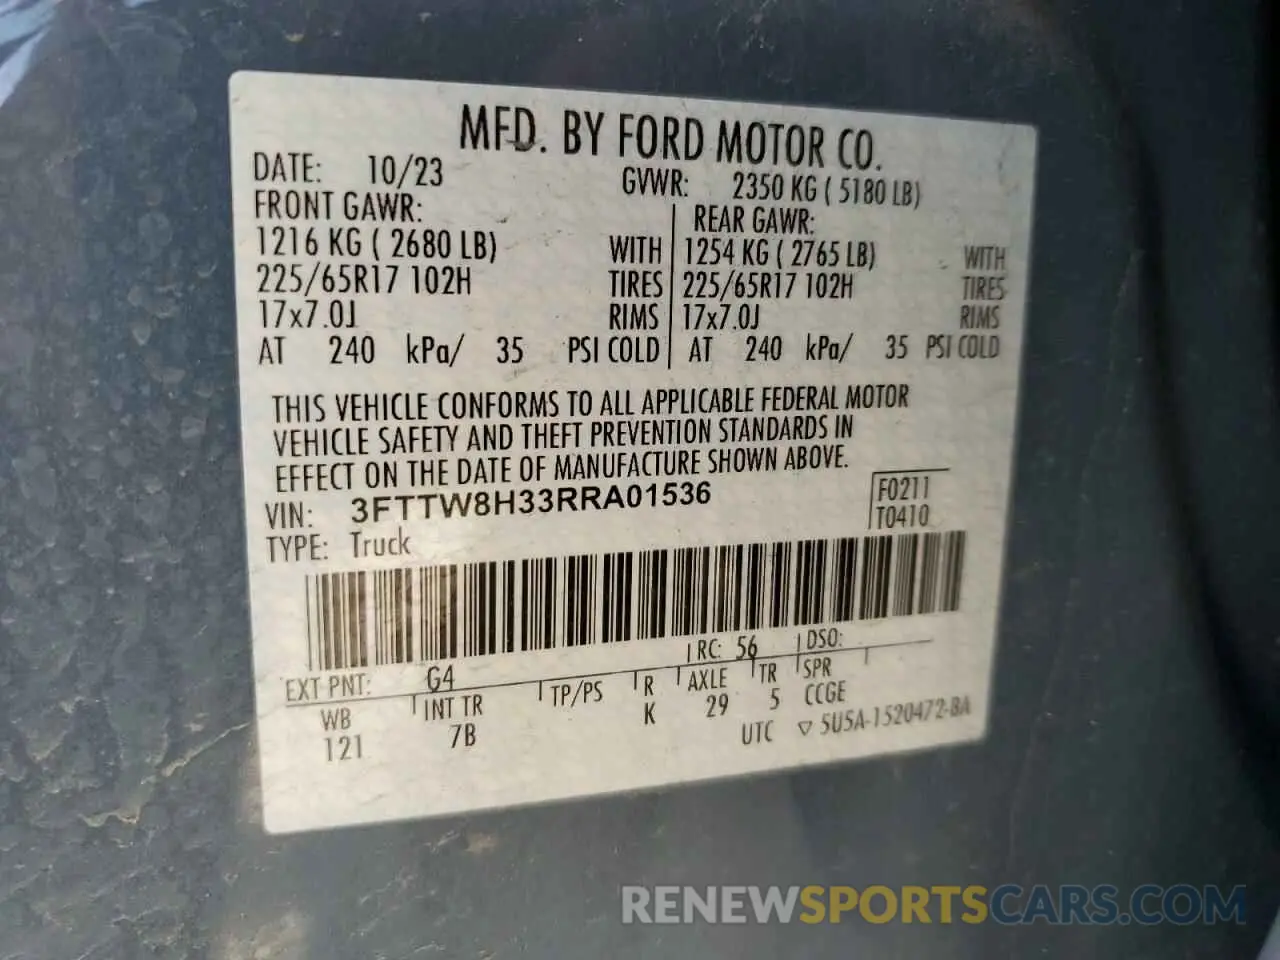 MFD. BY FORD MOTOR CO.
DATE: 10/23 GVWR: 2350 KG ( 5180 LB)
FRONT GAWR: REAR GAWR:
1216 KG ( 2680 LB) WITH 1254 KG ( 2765 LB) WITH
225/65R17 102H TIRES 225/65R17 102H TIRES
17x7.0J RIMS 17x7.0J RIMS
AT 240 kPa/ 35 PSI COLD AT 240 kPa/ 35 PSI COLD
THIS VEHICLE CONFORMS TO ALL APPLICABLE FEDERAL MOTOR
VEHICLE SAFETY AND THEFT PREVENTION STANDARDS IN
EFFECT ON THE DATE OF MANUFACTURE SHOWN ABOVE.
VIN: 3FTTW8H33RRA01536 F0211
TYPE: Truck T0410
EXT PNT: G4 RC: 56 DSO:
WB INT TR TP/PS R AXLE TR SPR
121 7B K 29 5 CCGE
UTC ▽ 5U5A-1520472-BA
RENEWSPORTSCARS.COM